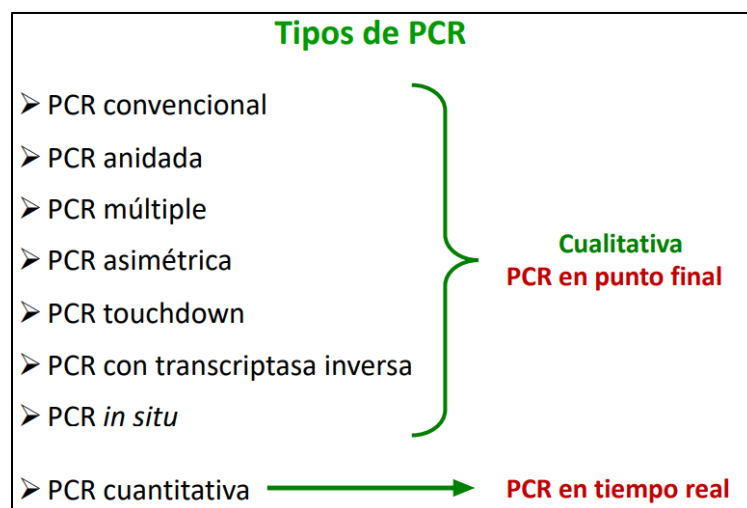 Tipos de PCR
➢ PCR convencional
➢ PCR anidada
➢ PCR múltiple
➢ PCR asimétrica
➢ PCR touchdown
➢ PCR con transcriptasa inversa
➢ PCR in situ
Cualitativa
PCR en punto final
➢ PCR cuantitativa
PCR en tiempo real